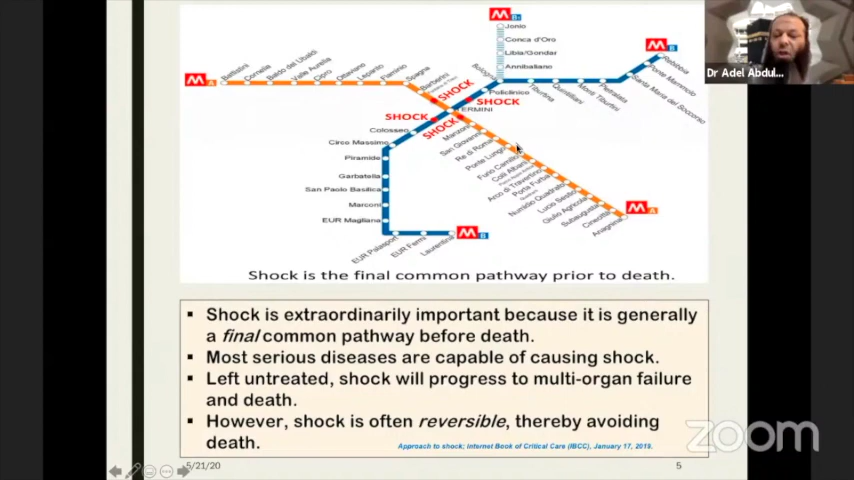 M B1
Jonio
Conca d'Oro
Libia/Gondar
Annibaliano
Bologna
M B
Rebibbia
Ponte Mammolo
Santa Maria del Soccorso
Pietralata
Monti Tiburtini
Quintiliani
Tiburtina
Policlinico
M A
Battistini
Cornelia
Baldo del Ubaldi
Valle Aurelia
Cipro
Ottaviano
Lepanto
Flaminio
Spagna
Barberini
SHOCK
SHOCK
SHOCK
SHOCK
TERMINI
Colosseo
Circo Massimo
Piramide
Garbatella
San Paolo Basilica
Marconi
EUR Magliana
EUR Palasport
EUR Fermi
Laurentina
M B
Manzoni
San Giovanni
Re di Roma
Ponte Lungo
Furio Camillo
Colli Albani
Arco di Travertino
Porta Furba
Numidio Quadrato
Lucio Sestio
Giulio Agricola
Subaugusta
Cinecittà
Anagnina
M A
Shock is the final common pathway prior to death.
Dr Adel Abdul...
▪ Shock is extraordinarily important because it is generally
a final common pathway before death.
▪ Most serious diseases are capable of causing shock.
▪ Left untreated, shock will progress to multi-organ failure
and death.
▪ However, shock is often reversible, thereby avoiding
death.
Approach to shock; Internet Book of Critical Care (IBCC), January 17, 2019.
zoom
5/21/20
5